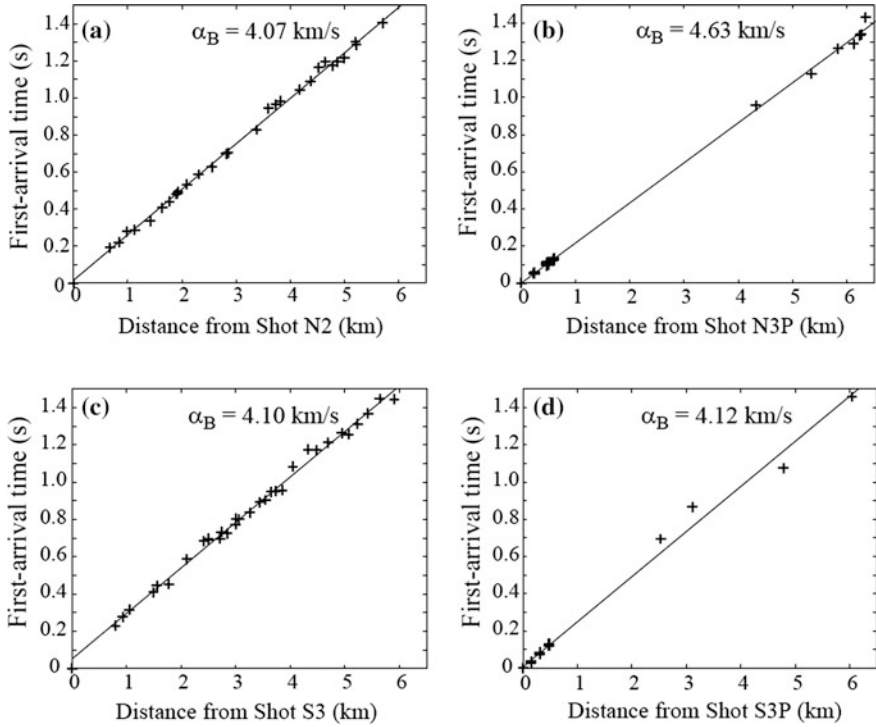 (a)
αB = 4.07 km/s
First-arrival time (s)
1.4
1.2
1.0
0.8
0.6
0.4
0.2
0
0 1 2 3 4 5 6
Distance from Shot N2 (km)
(b)
αB = 4.63 km/s
First-arrival time (s)
1.4
1.2
1.0
0.8
0.6
0.4
0.2
0
0 1 2 3 4 5 6
Distance from Shot N3P (km)
(c)
αB = 4.10 km/s
First-arrival time (s)
1.4
1.2
1.0
0.8
0.6
0.4
0.2
0
0 1 2 3 4 5 6
Distance from Shot S3 (km)
(d)
αB = 4.12 km/s
First-arrival time (s)
1.4
1.2
1.0
0.8
0.6
0.4
0.2
0
0 1 2 3 4 5 6
Distance from Shot S3P (km)